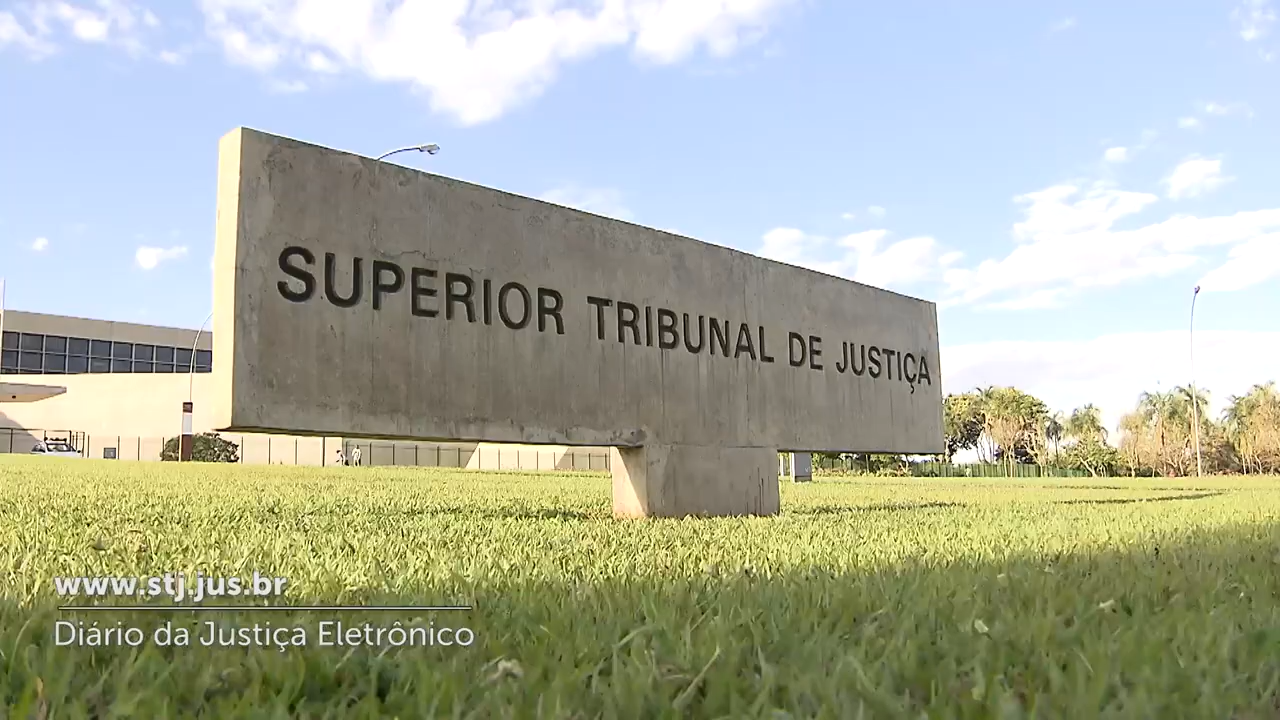 SUPERIOR TRIBUNAL DE JUSTIÇA
www.stj.jus.br
Diário da Justiça Eletrônico